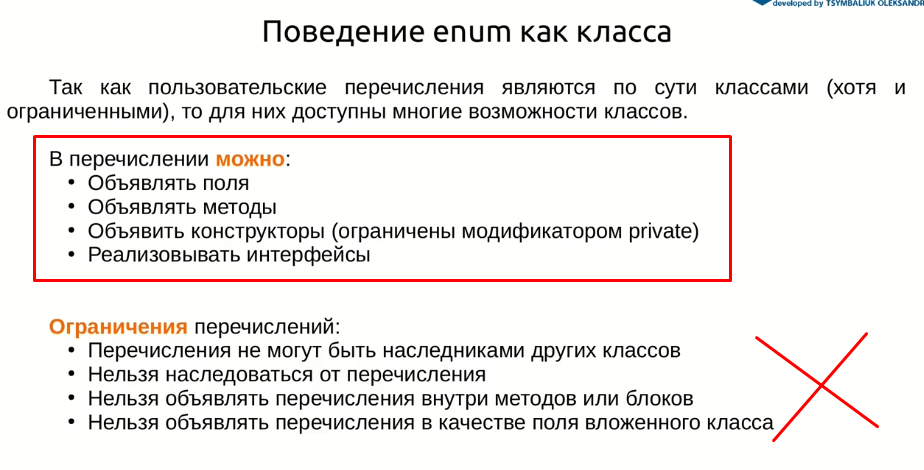 developed by TSYMBALIUK OLEKSANDR
Поведение enum как класса
Так как пользовательские перечисления являются по сути классами (хотя и
ограниченными), то для них доступны многие возможности классов.
В перечислении можно:
• Объявлять поля
• Объявлять методы
• Объявить конструкторы (ограничены модификатором private)
• Реализовывать интерфейсы
Ограничения перечислений:
• Перечисления не могут быть наследниками других классов
• Нельзя наследоваться от перечисления
• Нельзя объявлять перечисления внутри методов или блоков
• Нельзя объявлять перечисления в качестве поля вложенного класса